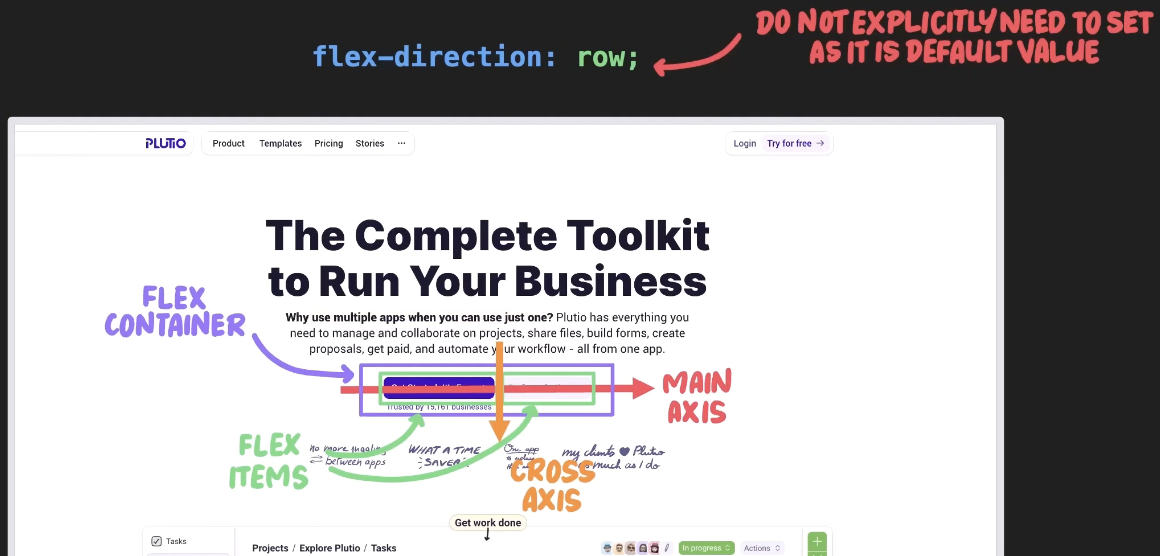 DO NOT EXPLICITLY NEED TO SET
AS IT IS DEFAULT VALUE
flex-direction: row;
PLUTIO
Product Templates Pricing Stories ...
Login Try for free →
The Complete Toolkit
to Run Your Business
Why use multiple apps when you can use just one? Plutio has everything you
need to manage and collaborate on projects, share files, build forms, create
proposals, get paid, and automate your workflow - all from one app.
FLEX
CONTAINER
MAIN
AXIS
Trusted by 15,161 businesses
FLEX
ITEMS
no more juggling
between apps
WHAT A TIME
SAVER
One app
my clients ♥ Plutio
as much as I do
CROSS
AXIS
Get work done
Tasks
Projects / Explore Plutio / Tasks
In progress
Actions